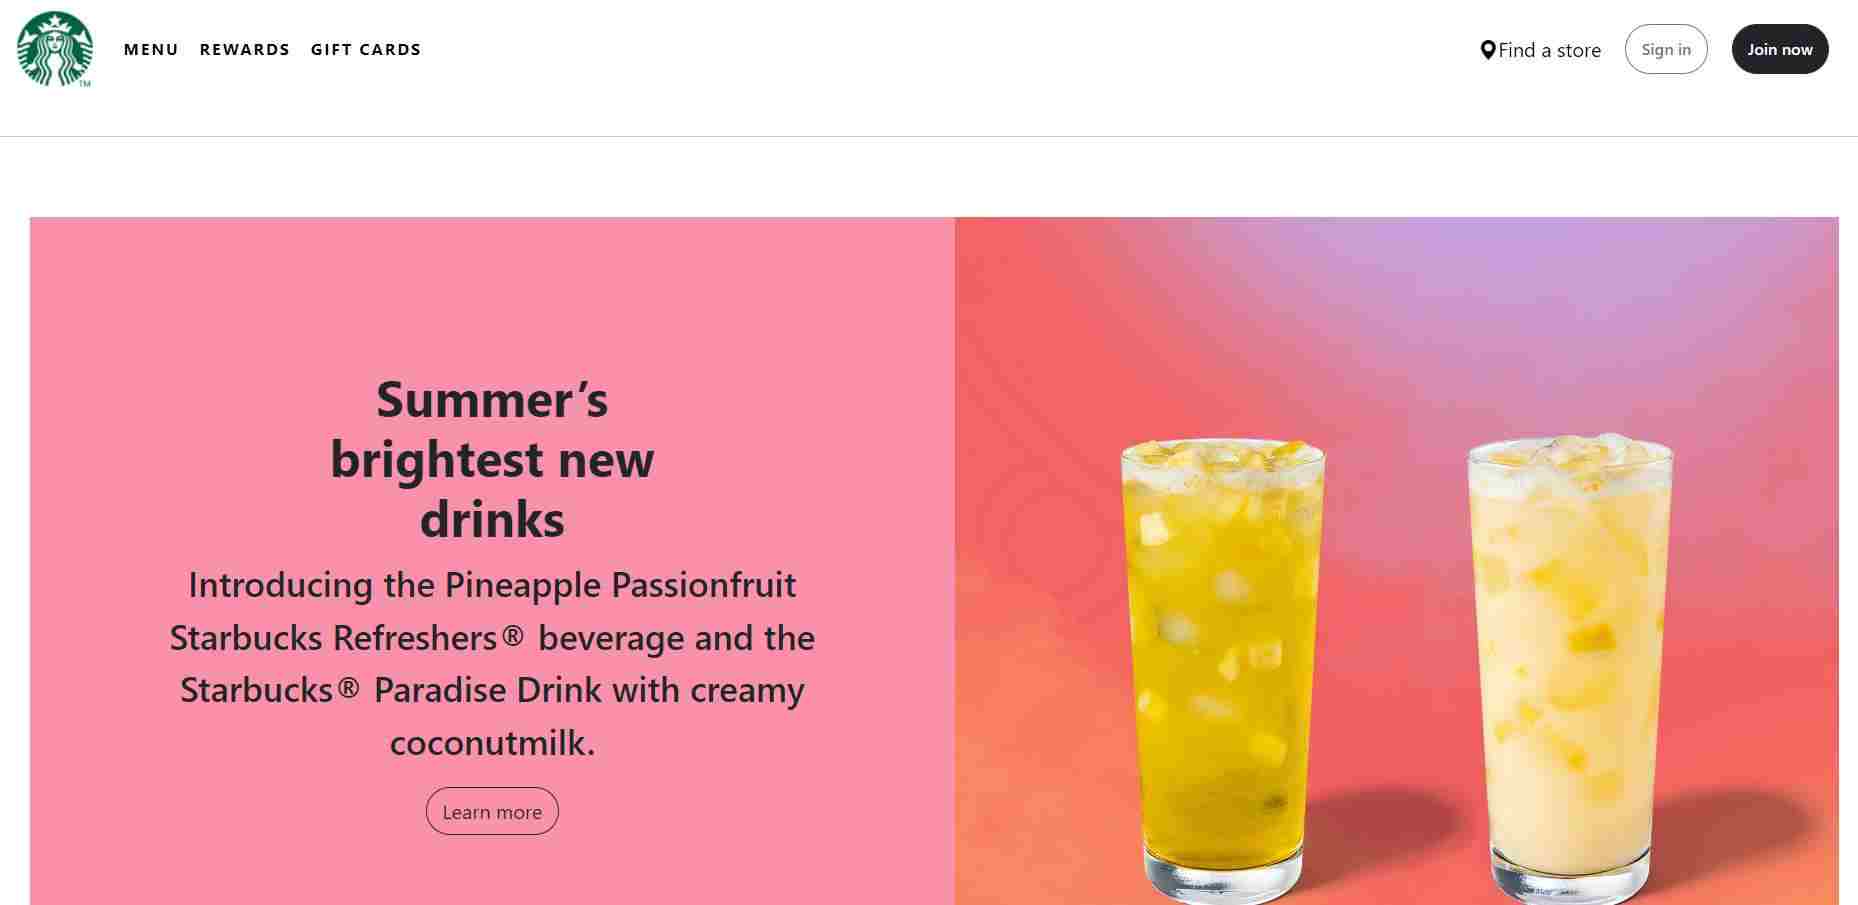 TM
MENU REWARDS GIFT CARDS
Find a store Sign in Join now
Summer’s
brightest new
drinks
Introducing the Pineapple Passionfruit
Starbucks Refreshers® beverage and the
Starbucks® Paradise Drink with creamy
coconutmilk.
Learn more